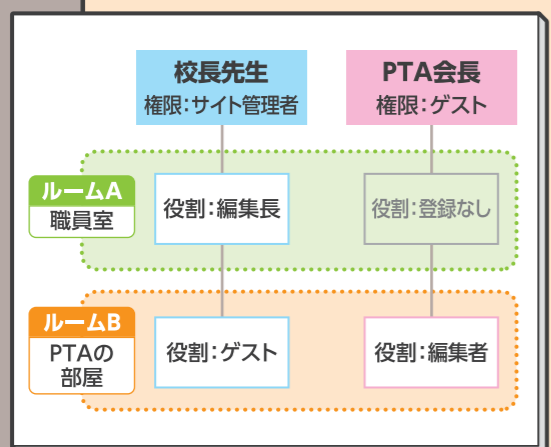 校長先生
権限:サイト管理者
PTA会長
権限:ゲスト
ルームA
職員室
役割:編集長
役割:登録なし
ルームB
PTAの
部屋
役割:ゲスト
役割:編集者